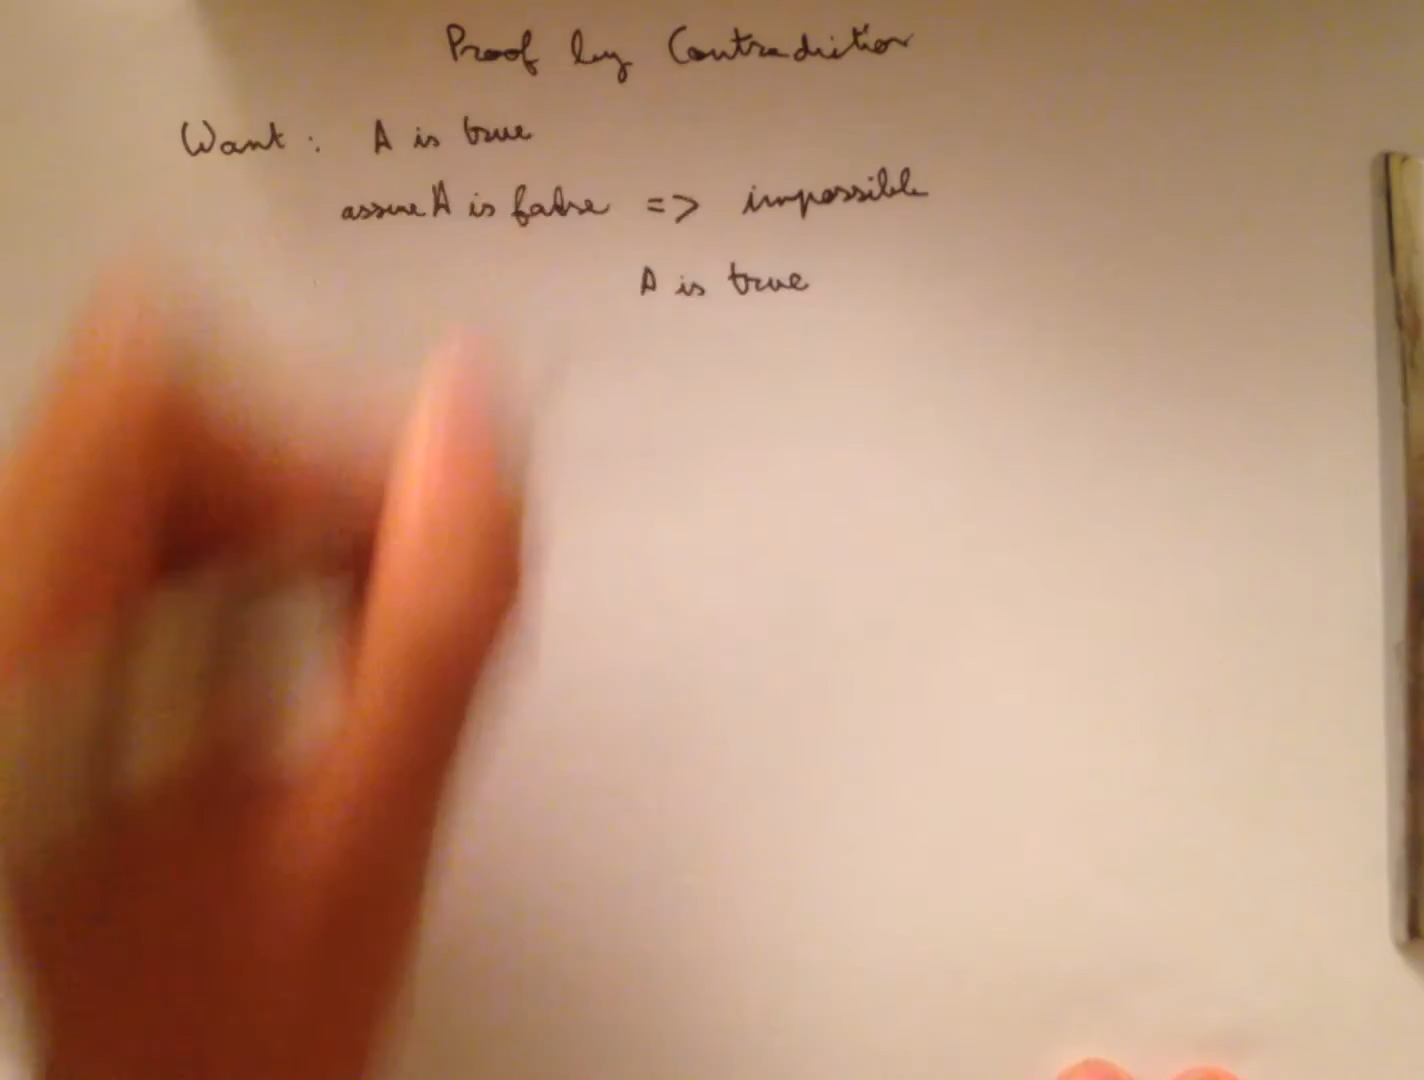 Proof by Contradiction
Want : A is true
assume A is false => impossible
A is true